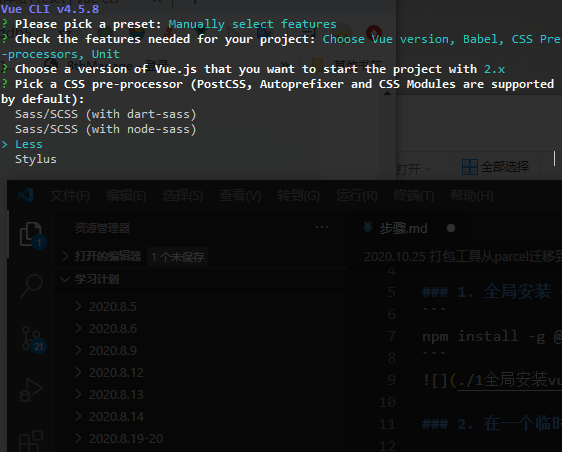 Vue CLI v4.5.8
? Please pick a preset: Manually select features
? Check the features needed for your project: Choose Vue version, Babel, CSS Pre
-processors, Unit
? Choose a version of Vue.js that you want to start the project with 2.x
? Pick a CSS pre-processor (PostCSS, Autoprefixer and CSS Modules are supported
by default):
Sass/SCSS (with dart-sass)
Sass/SCSS (with node-sass)
> Less
Stylus
打开
全部选择
文件(F) 编辑(E) 选择(S) 查看(V) 转到(G) 运行(R) 终端(T) 帮助(H)
资源管理器 ···
步骤.md
打开的编辑器 1 个未保存
2020.10.25 打包工具从parcel迁移到
学习计划
1
4
2020.8.5
5 ### 1. 全局安装
2020.8.6
6 ```
7 npm install -g @
2020.8.9
21
8 ```
2020.8.12
9 ![](./1全局安装vu
2020.8.13
10
2020.8.14
11 ### 2. 在一个临时
2020.8.19-20
12